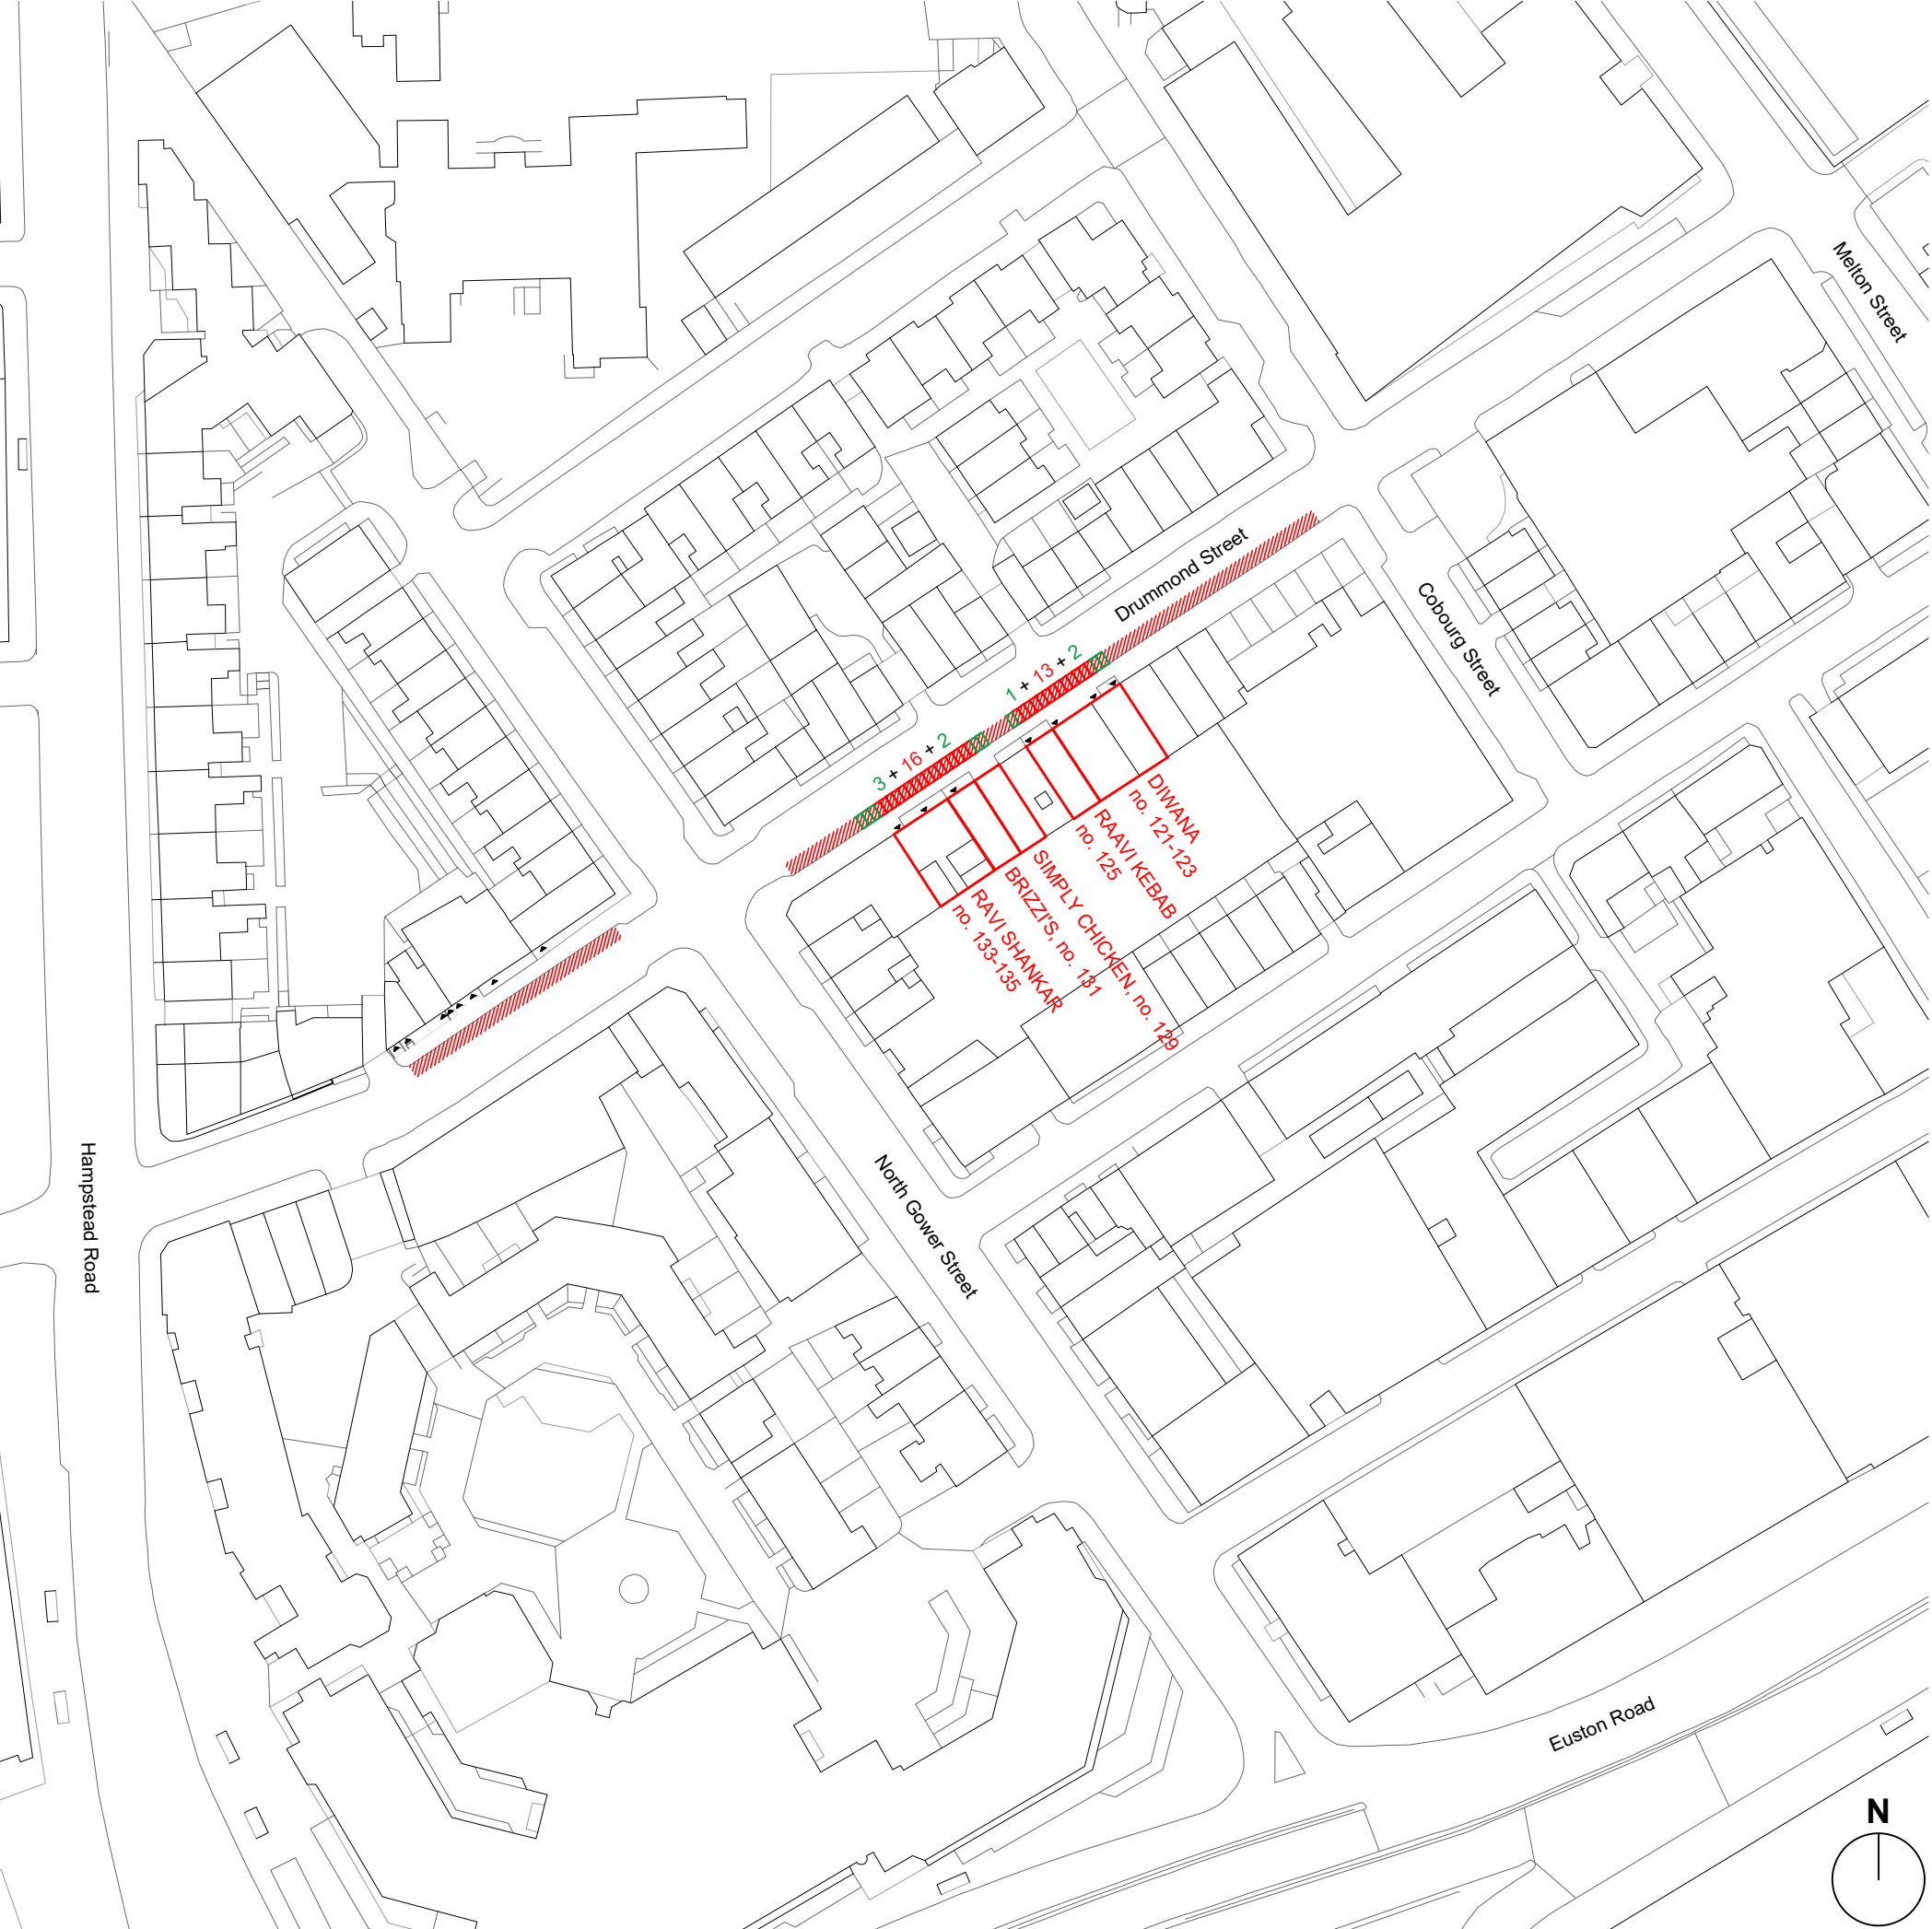 Melton Street
Drummond Street
Cobourg Street
1 + 13 + 2
3 + 16 + 2
DIWANA
no. 121-123
RAAVI KEBAB
no. 125
SIMPLY CHICKEN, no. 129
BRIZZI'S, no. 131
RAVI SHANKAR
no. 133-135
Hampstead Road
North Gower Street
Euston Road
N